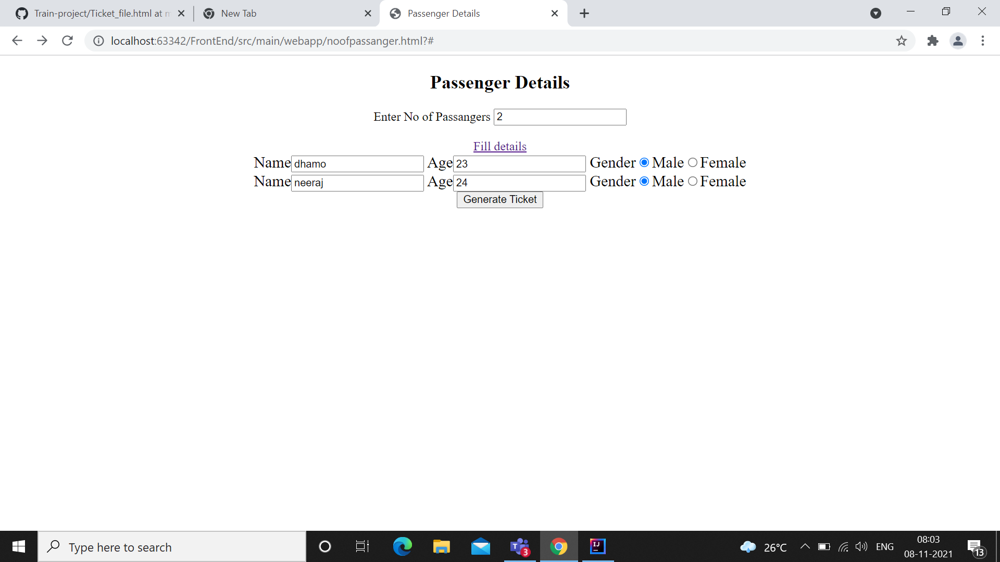 Train-project/Ticket_file.html at m
New Tab
Passenger Details
localhost:63342/FrontEnd/src/main/webapp/noofpassanger.html?#
Passenger Details
Enter No of Passangers 2
Fill details
Name dhamo Age 23 Gender Male Female
Name neeraj Age 24 Gender Male Female
Generate Ticket
Type here to search
T 3
IJ
26°C
ENG
08:03
08-11-2021
13